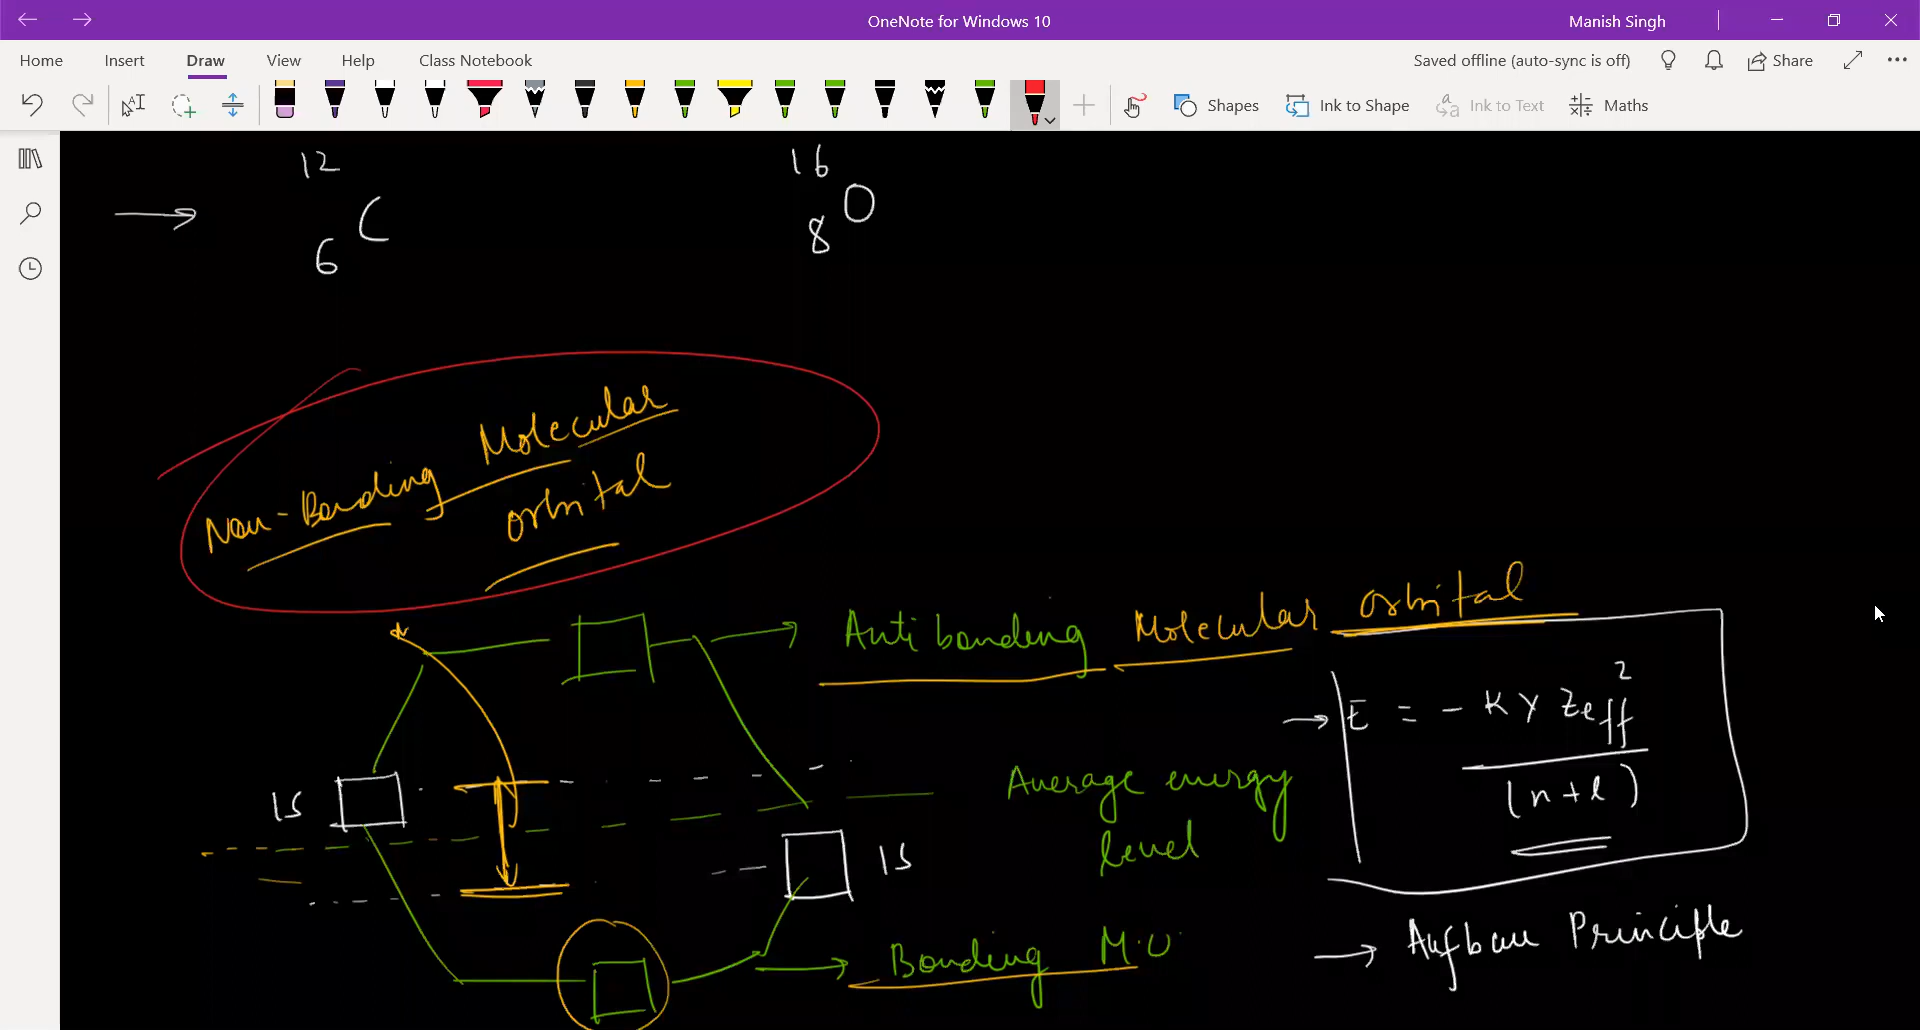 OneNote for Windows 10
Manish Singh
Home Insert Draw View Help Class Notebook
Saved offline (auto-sync is off) Share
Shapes Ink to Shape Ink to Text Maths
12 16
C O
6 8
Non-Bonding Molecular
orbital
Anti bonding Molecular orbital
E = - K × Zeff²
(n+l)
1S
Average energy
level
1S
Bonding M.O
Aufbau Principle